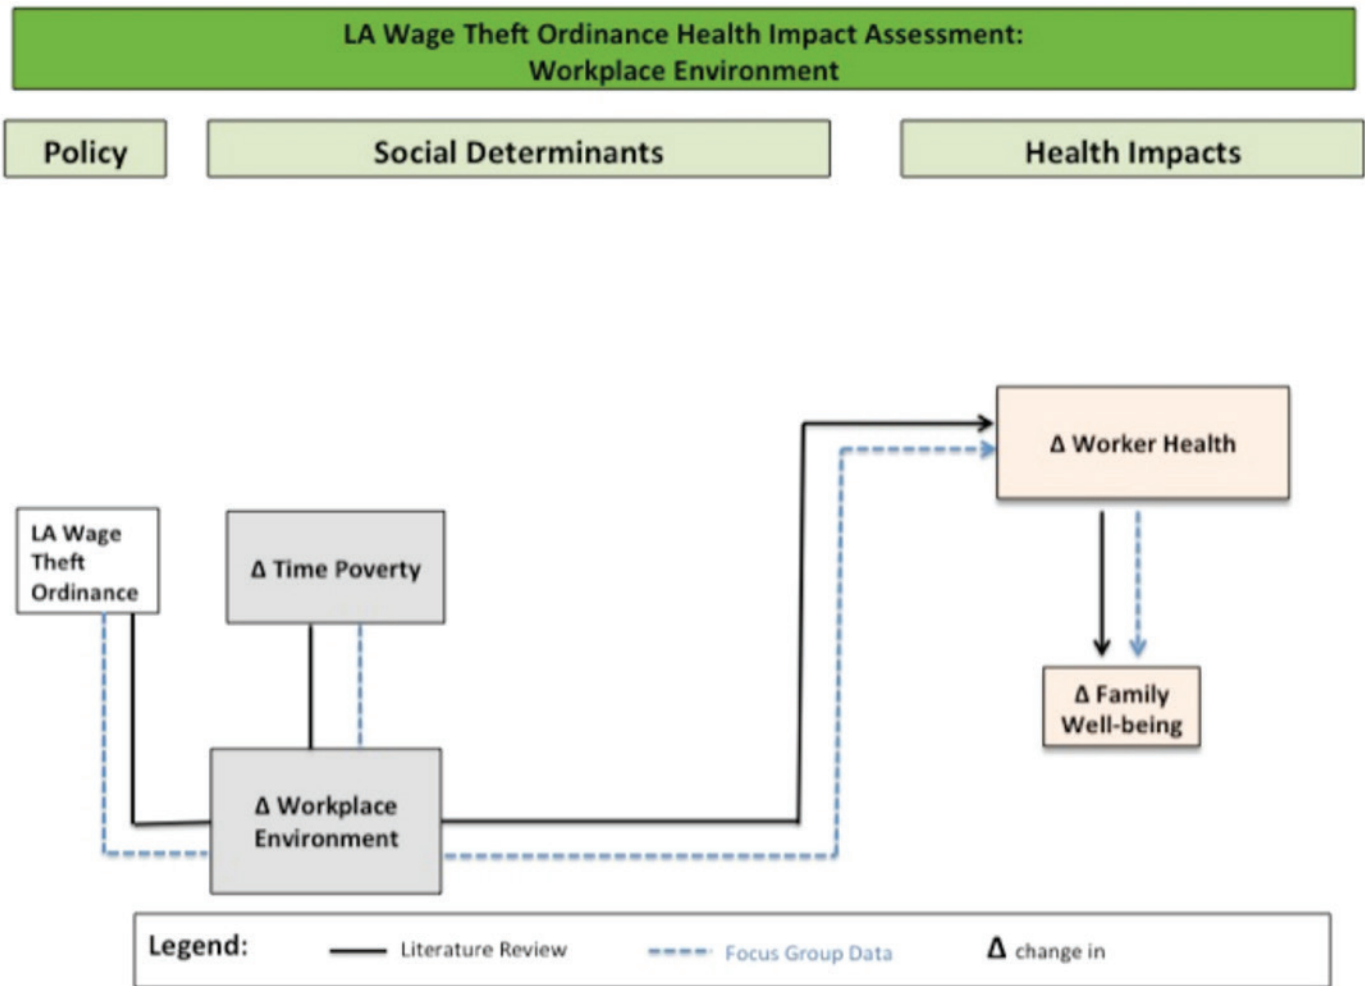 LA Wage Theft Ordinance Health Impact Assessment:
Workplace Environment
Policy
Social Determinants
Health Impacts
Δ Worker Health
LA Wage
Theft
Ordinance
Δ Time Poverty
Δ Family
Well-being
Δ Workplace
Environment
Legend:
Literature Review
Focus Group Data
Δ change in